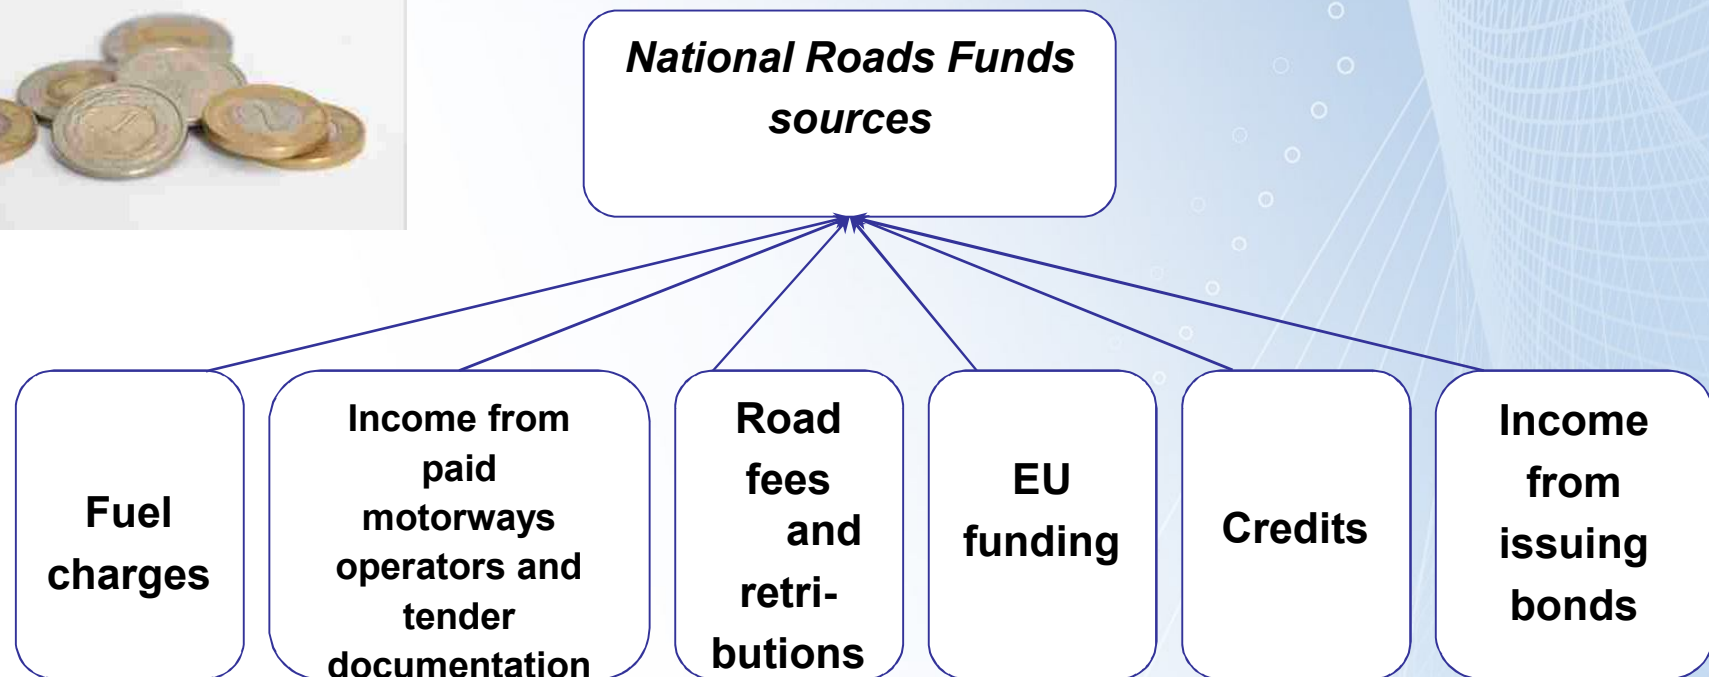 National Roads Funds
sources
Fuel
charges
Income from
paid
motorways
operators and
tender
documentation
Road
fees
and
retri-
butions
EU
funding
Credits
Income
from
issuing
bonds